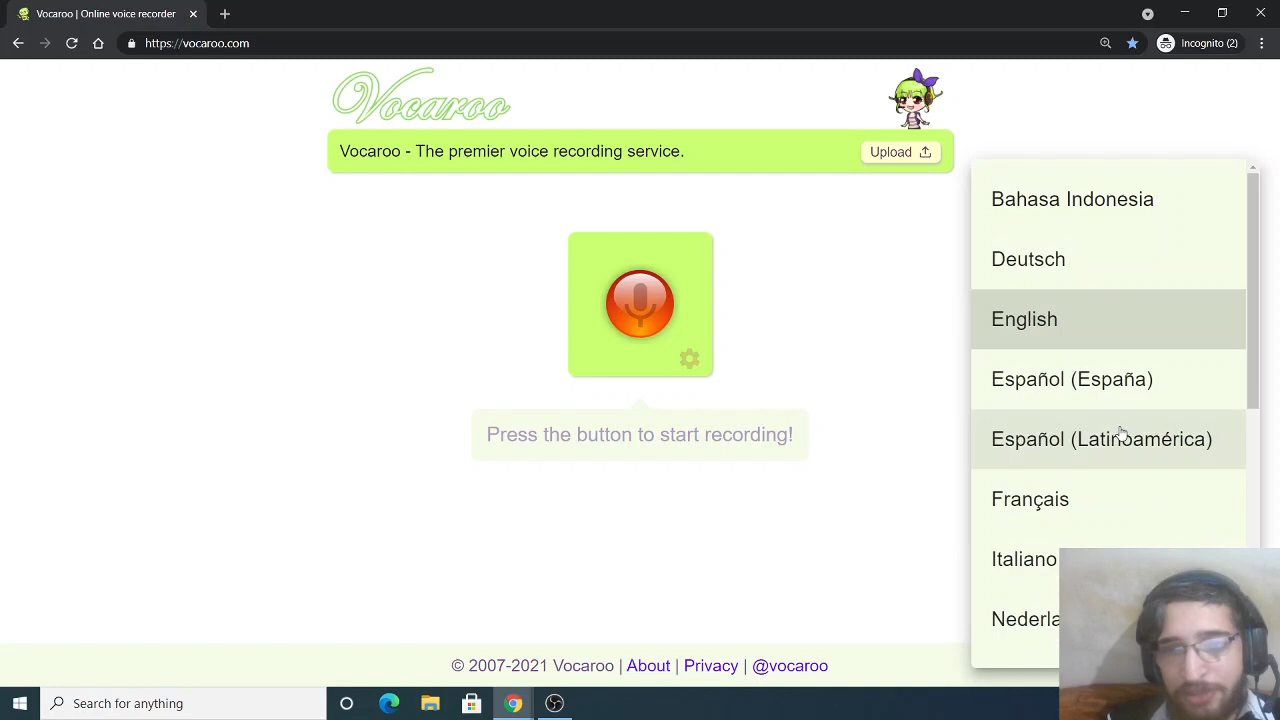 Vocaroo | Online voice recorder
https://vocaroo.com
Incognito (2)
Vocaroo
Vocaroo - The premier voice recording service.
Upload
Press the button to start recording!
Bahasa Indonesia
Deutsch
English
Español (España)
Español (Latinoamérica)
Français
Italiano
Nederla
© 2007-2021 Vocaroo | About | Privacy | @vocaroo
Search for anything